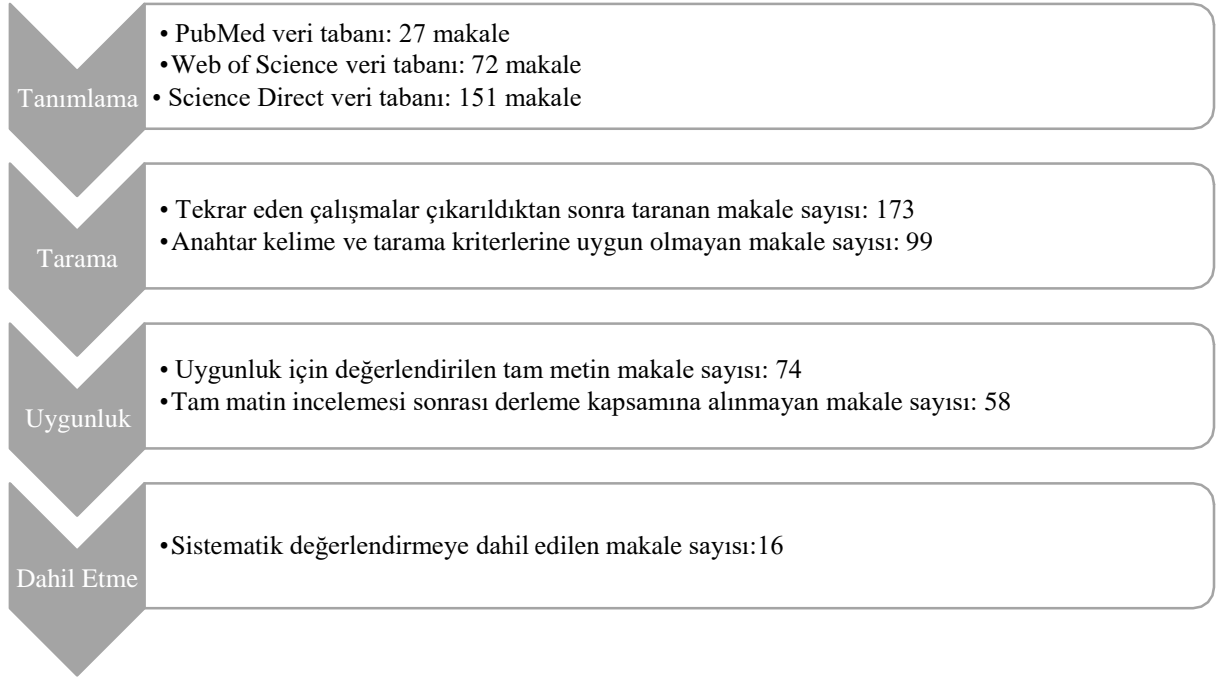 Tanımlama
• PubMed veri tabanı: 27 makale
•Web of Science veri tabanı: 72 makale
• Science Direct veri tabanı: 151 makale
Tarama
• Tekrar eden çalışmalar çıkarıldıktan sonra taranan makale sayısı: 173
•Anahtar kelime ve tarama kriterlerine uygun olmayan makale sayısı: 99
Uygunluk
• Uygunluk için değerlendirilen tam metin makale sayısı: 74
•Tam matin incelemesi sonrası derleme kapsamına alınmayan makale sayısı: 58
Dahil Etme
•Sistematik değerlendirmeye dahil edilen makale sayısı:16